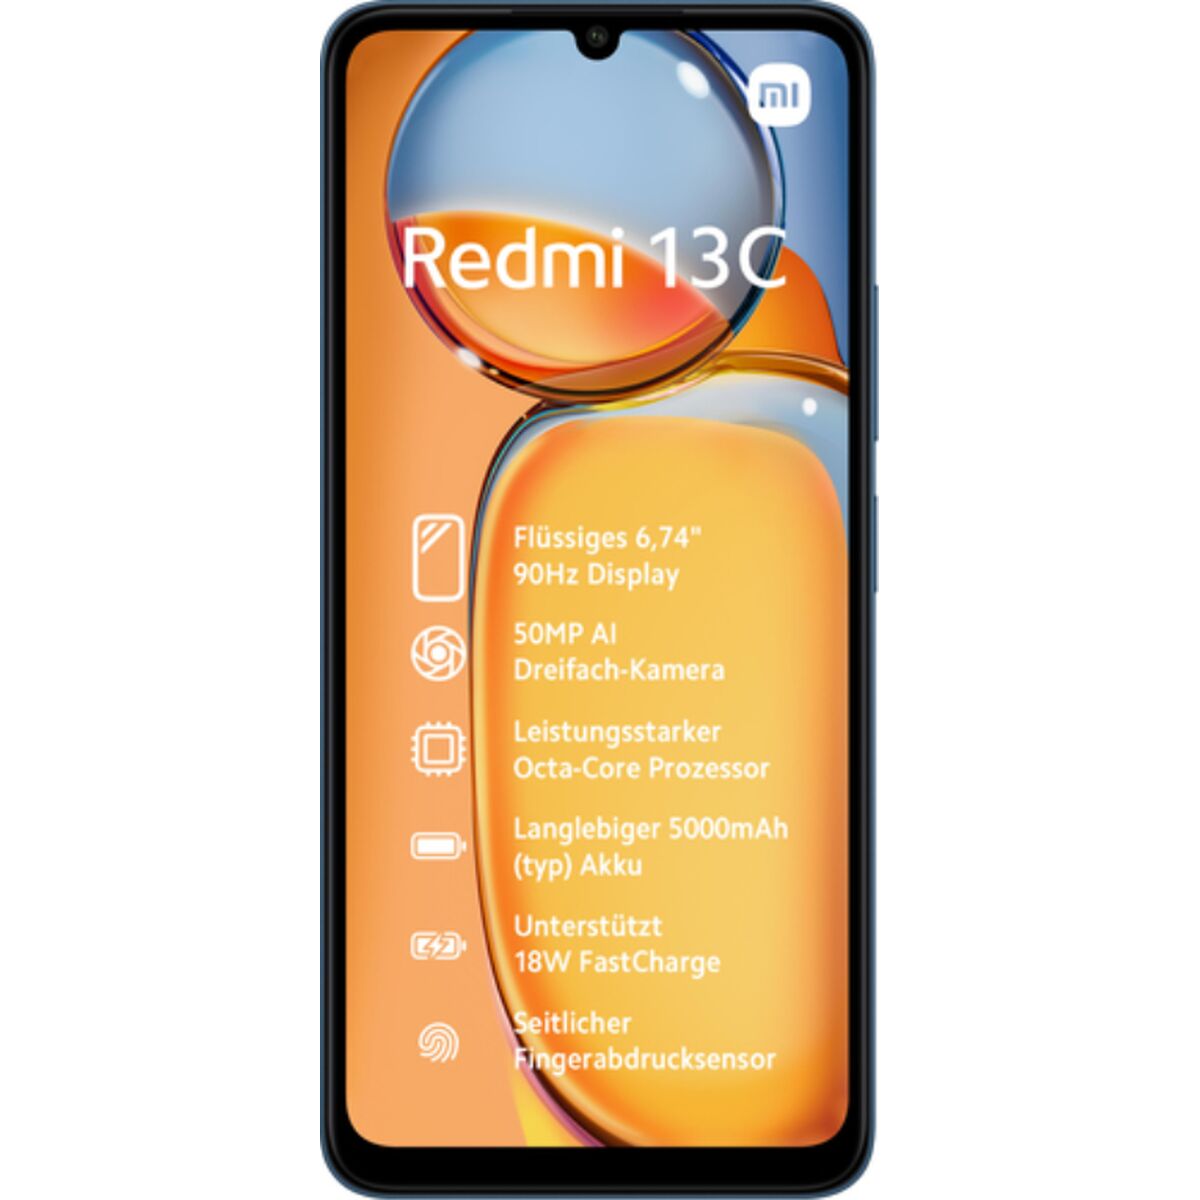 mi
Redmi 13C
Flüssiges 6,74"
90Hz Display
50MP AI
Dreifach-Kamera
Leistungsstarker
Octa-Core Prozessor
Langlebiger 5000mAh
(typ) Akku
Unterstützt
18W FastCharge
Seitlicher
Fingerabdrucksensor